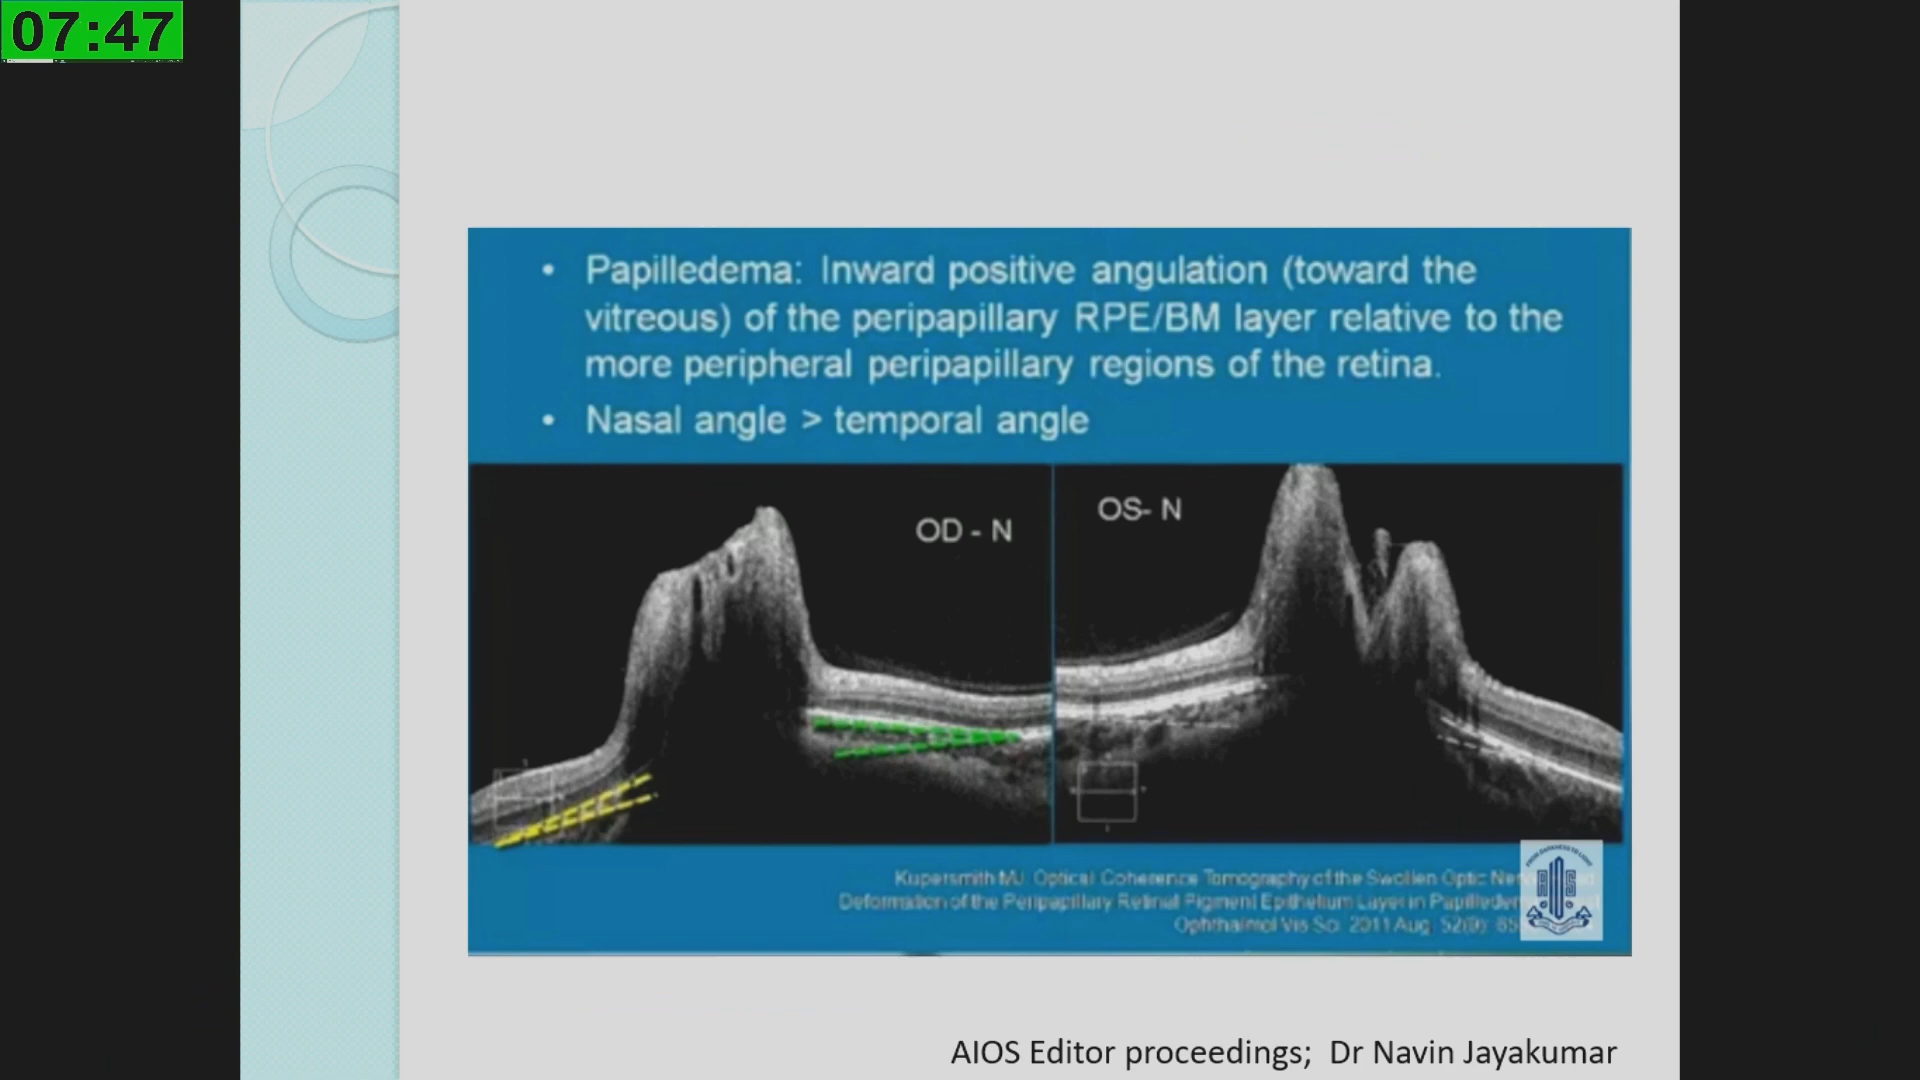 07:47
• Papilledema: Inward positive angulation (toward the
vitreous) of the peripapillary RPE/BM layer relative to the
more peripheral peripapillary regions of the retina.
• Nasal angle > temporal angle
OD - N
OS- N
Kupersmith MJ. Optical Coherence Tomography of the Swollen Optic
Deformation of the Peripapillary Retinal Pigment Epithelium Layer in
Ophthalmol Vis Sci. 2011 Aug;
AIOS Editor proceedings; Dr Navin Jayakumar